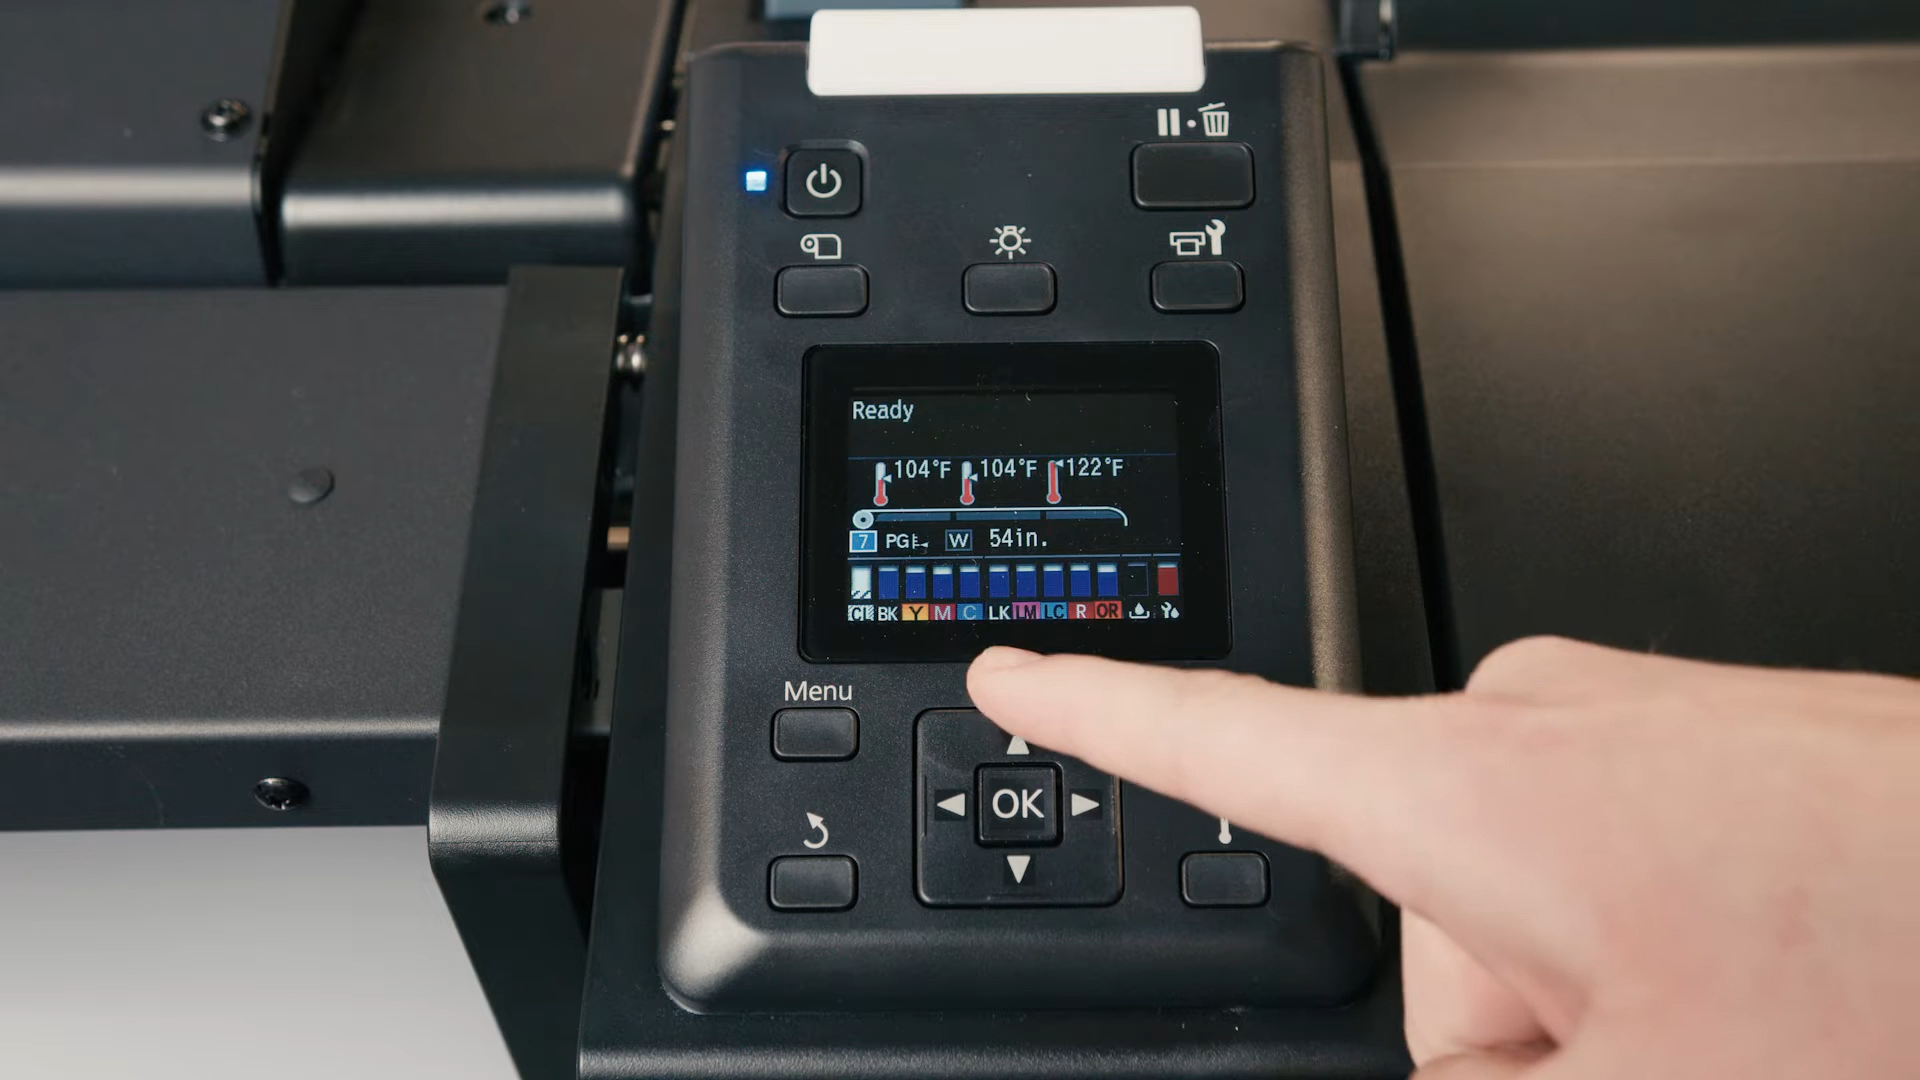 Ready
104°F 104°F 122°F
7 PG W 54in.
CL BK Y M C LK LM LC R OR
Menu
OK